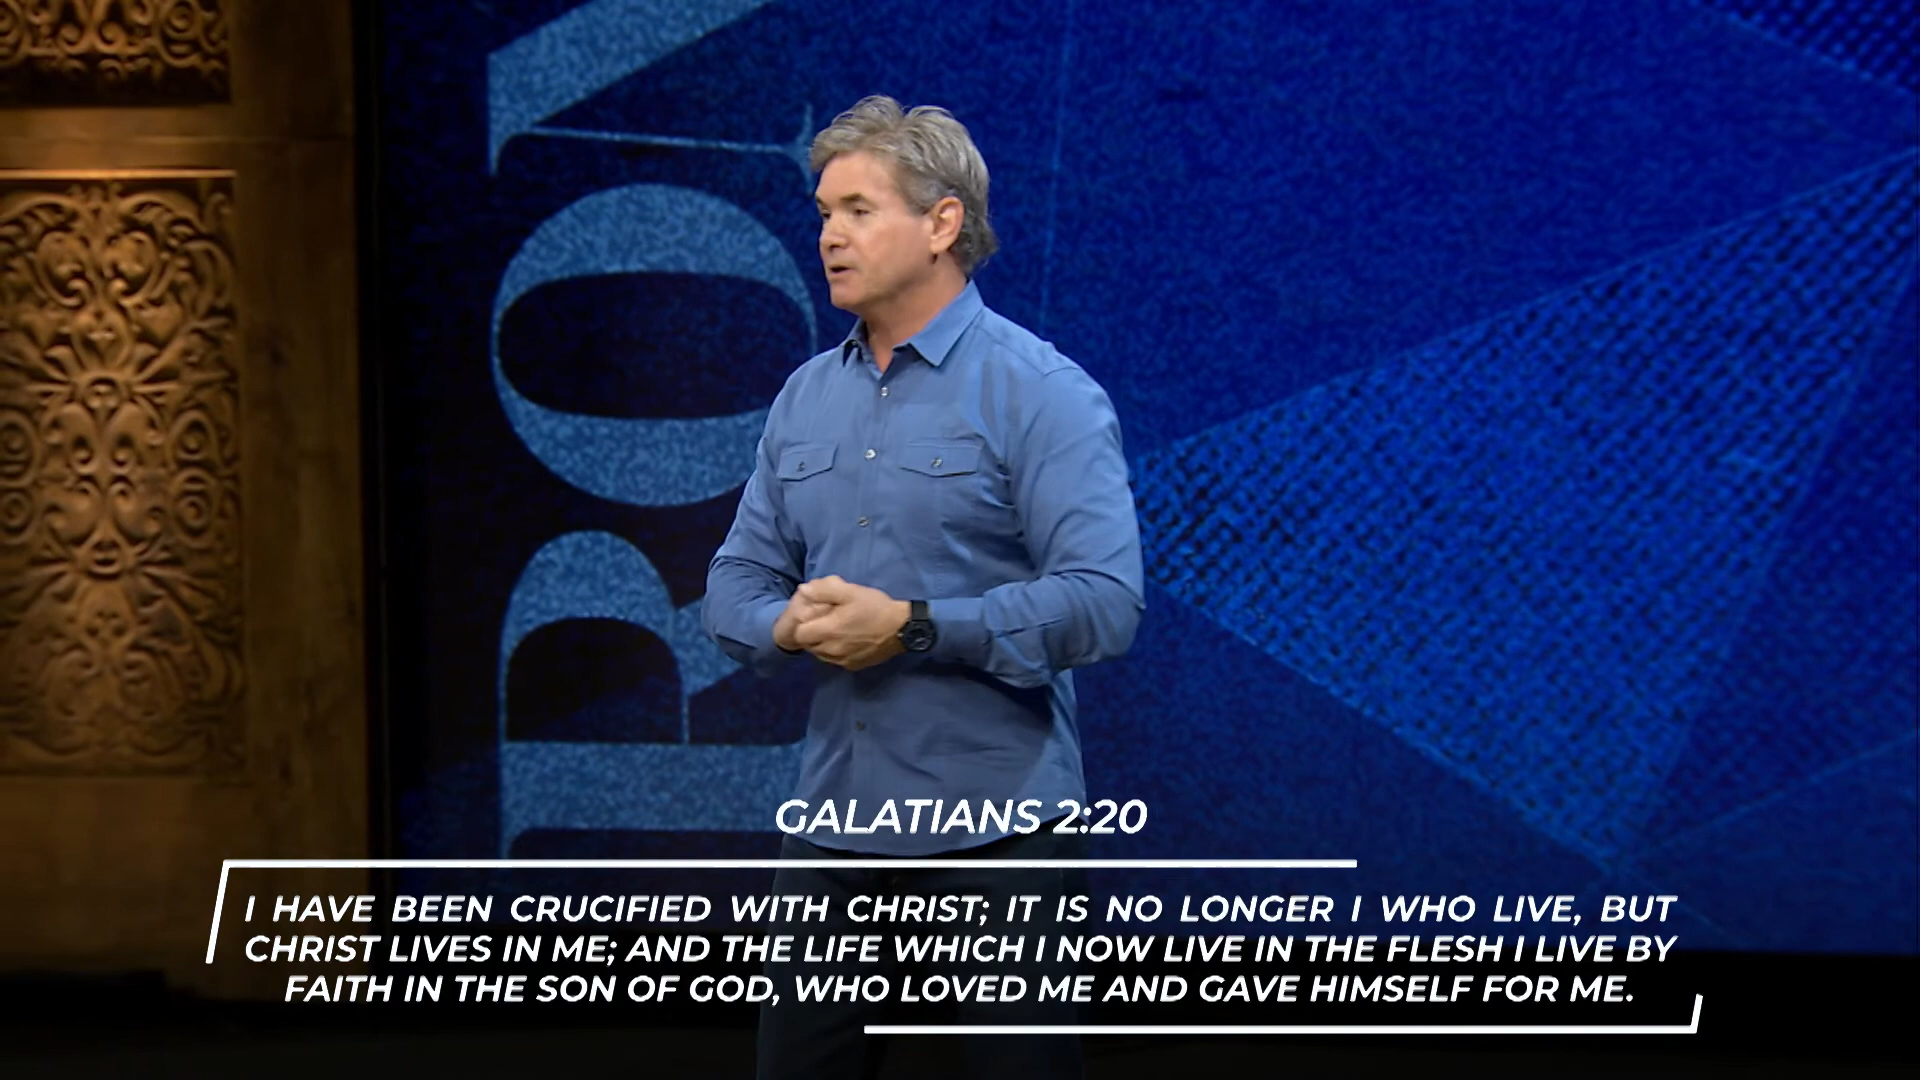 GALATIANS 2:20
I HAVE BEEN CRUCIFIED WITH CHRIST; IT IS NO LONGER I WHO LIVE, BUT
CHRIST LIVES IN ME; AND THE LIFE WHICH I NOW LIVE IN THE FLESH I LIVE BY
FAITH IN THE SON OF GOD, WHO LOVED ME AND GAVE HIMSELF FOR ME.